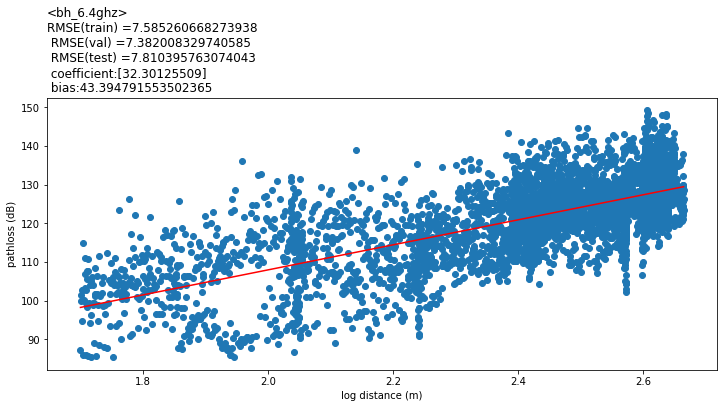 <bh_6.4ghz>
RMSE(train) =7.585260668273938
RMSE(val) =7.382008329740585
RMSE(test) =7.810395763074043
coefficient:[32.30125509]
bias:43.394791553502365
150
140
130
120
110
100
90
pathloss (dB)
1.8
2.0
2.2
2.4
2.6
log distance (m)